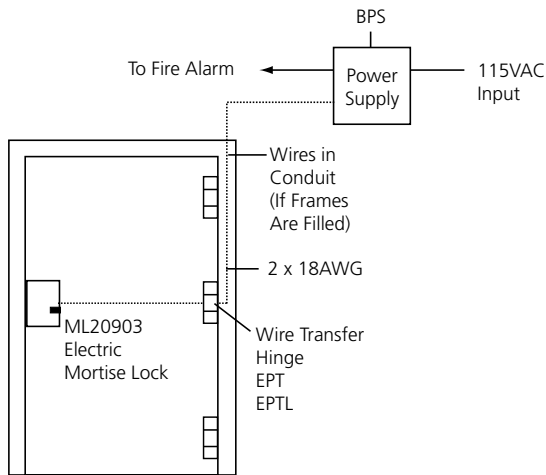 BPS
To Fire Alarm
Power
Supply
115VAC
Input
Wires in
Conduit
(If Frames
Are Filled)
2 x 18AWG
ML20903
Electric
Mortise Lock
Wire Transfer
Hinge
EPT
EPTL